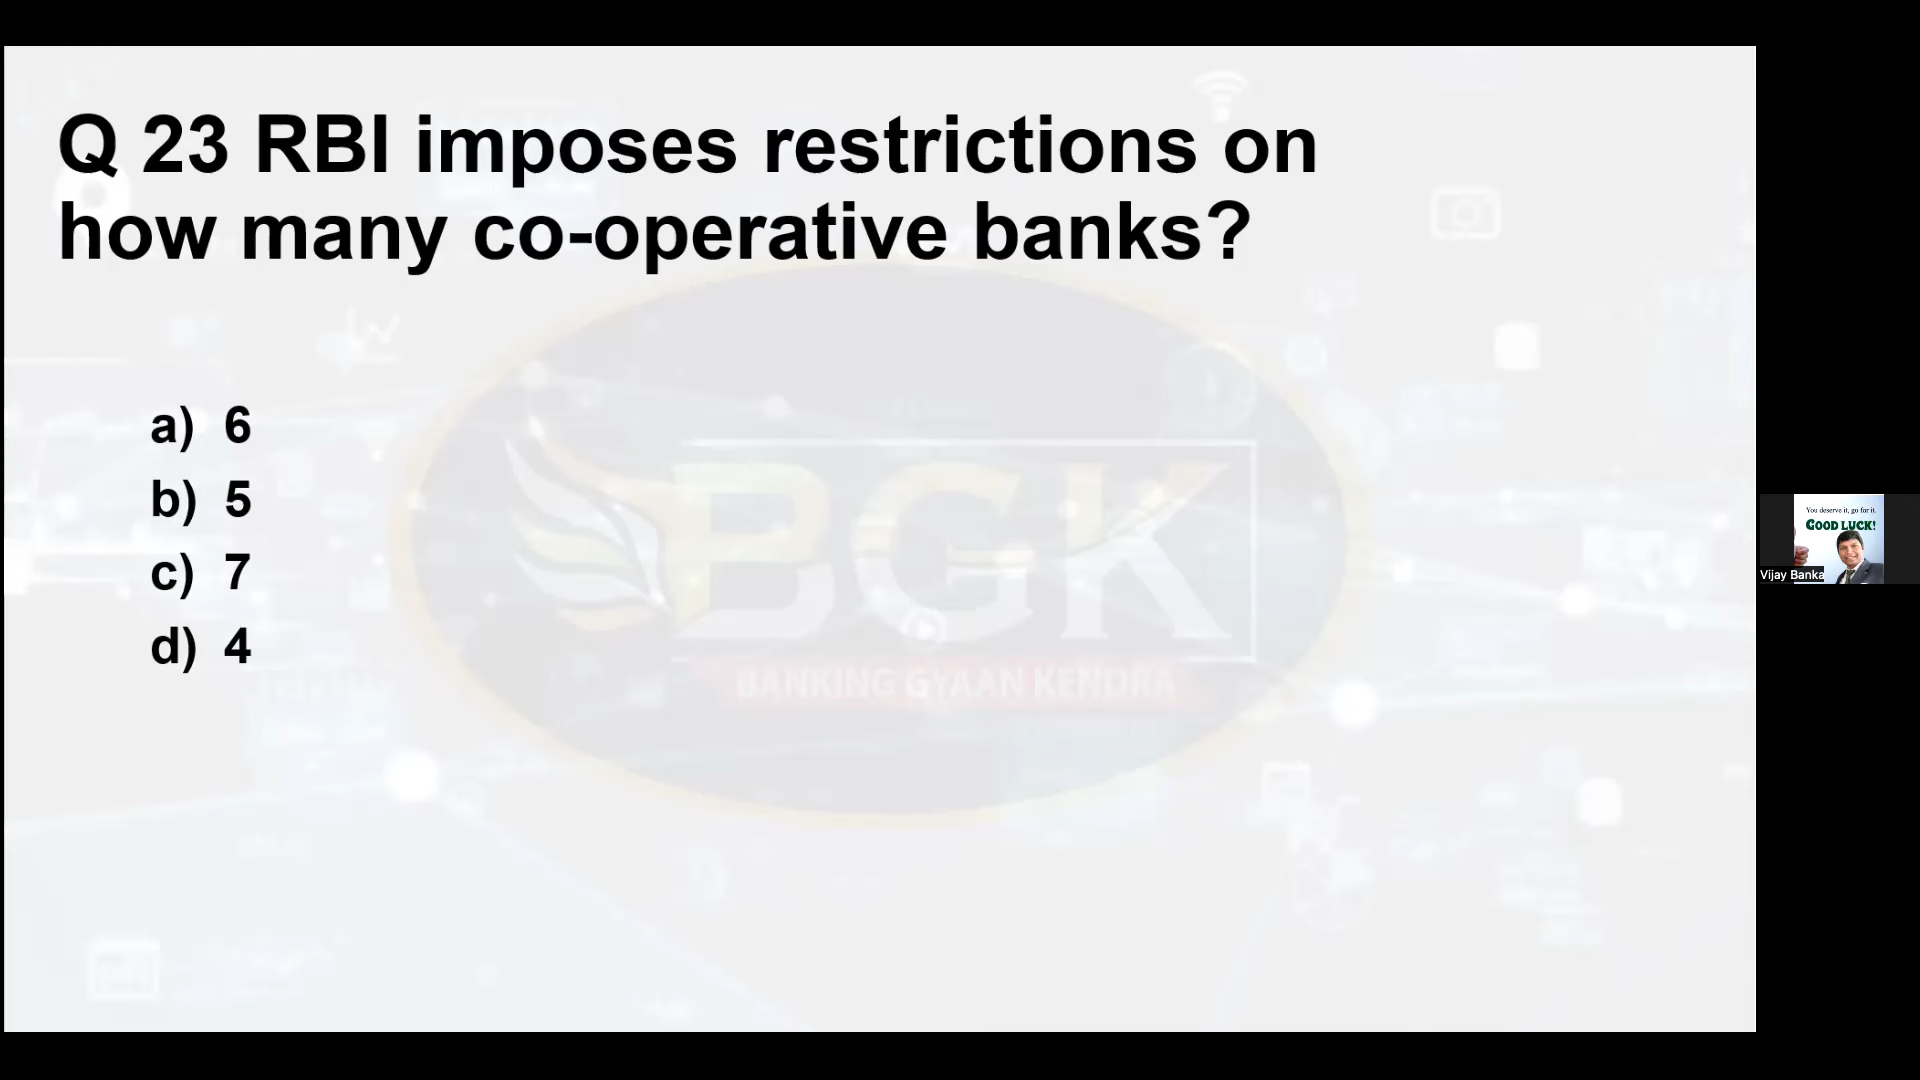 Q 23 RBI imposes restrictions on
how many co-operative banks?
a) 6
b) 5
c) 7
d) 4
BGK
BANKING GYAAN KENDRA
You deserve it, go for it.
GOOD LUCK!
Vijay Banka